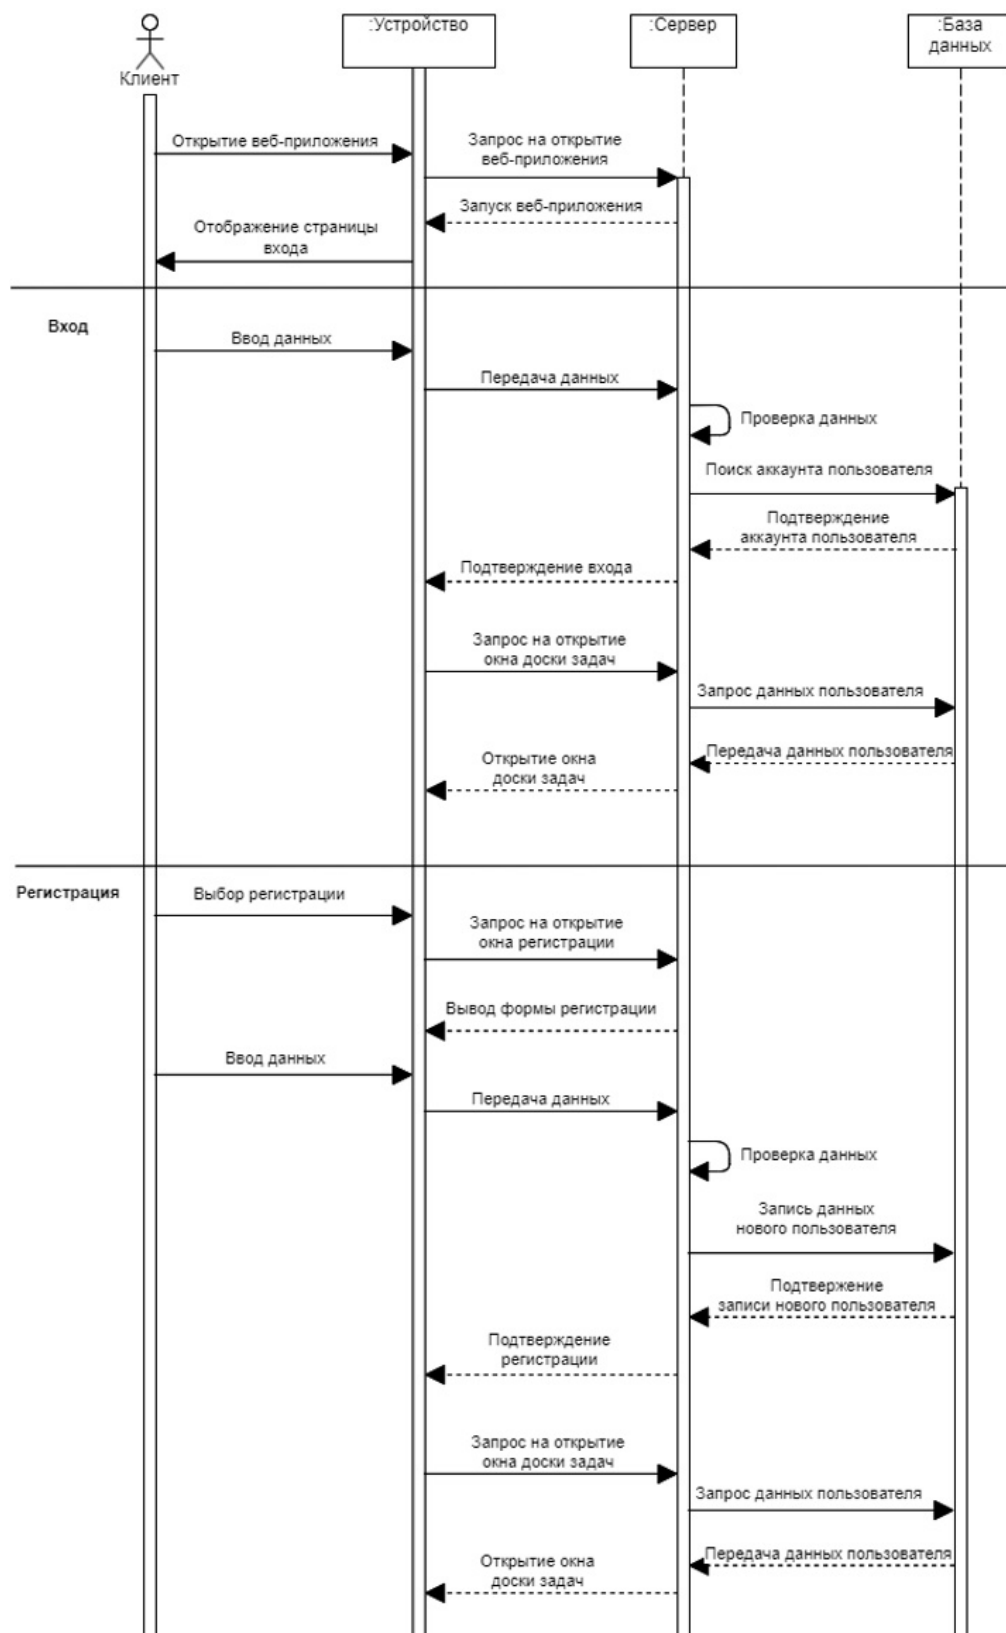 :Устройство
:Сервер
:База
данных
Клиент
Открытие веб-приложения
Запрос на открытие
веб-приложения
Запуск веб-приложения
Отображение страницы
входа
Вход
Ввод данных
Передача данных
Проверка данных
Поиск аккаунта пользователя
Подтверждение
аккаунта пользователя
Подтверждение входа
Запрос на открытие
окна доски задач
Запрос данных пользователя
Передача данных пользователя
Открытие окна
доски задач
Регистрация
Выбор регистрации
Запрос на открытие
окна регистрации
Вывод формы регистрации
Ввод данных
Передача данных
Проверка данных
Запись данных
нового пользователя
Подтвержение
записи нового пользователя
Подтверждение
регистрации
Запрос на открытие
окна доски задач
Запрос данных пользователя
Передача данных пользователя
Открытие окна
доски задач